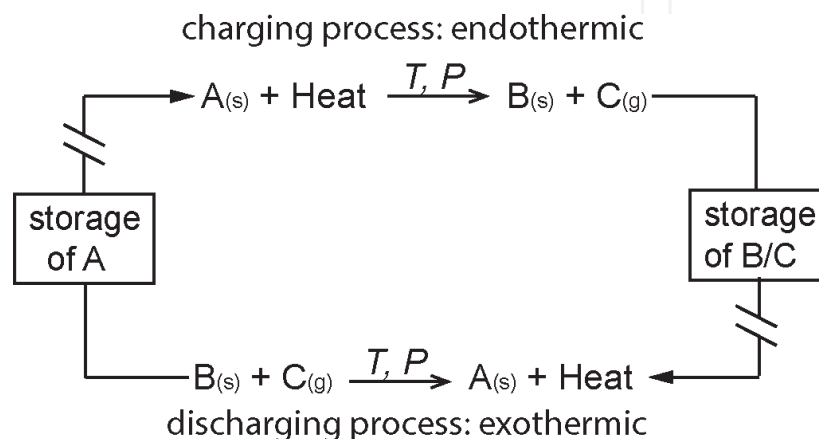 charging process: endothermic
A(s) + Heat T, P B(s) + C(g)
storage
of A
storage
of B/C
B(s) + C(g) T, P A(s) + Heat
discharging process: exothermic